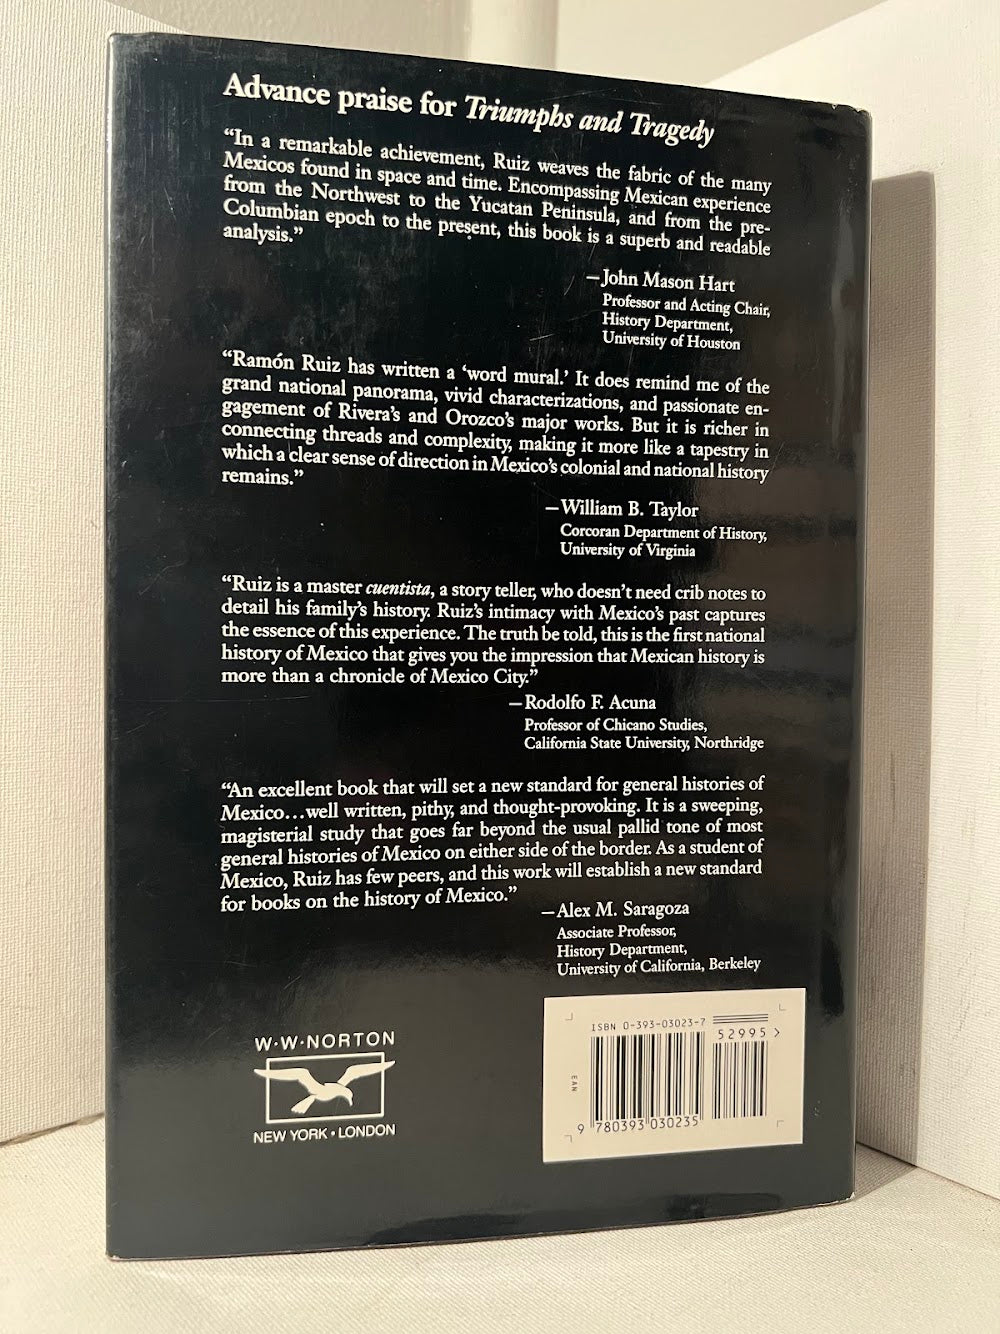 Advance praise for Triumphs and Tragedy
“In a remarkable achievement, Ruiz weaves the fabric of the many
Mexicos found in space and time. Encompassing Mexican experience
from the Northwest to the Yucatan Peninsula, and from the pre-
Columbian epoch to the present, this book is a superb and readable
analysis.”
—John Mason Hart
Professor and Acting Chair,
History Department,
University of Houston
“Ramón Ruiz has written a ‘word mural.’ It does remind me of the
grand national panorama, vivid characterizations, and passionate en-
gagement of Rivera’s and Orozco’s major works. But it is richer in
connecting threads and complexity, making it more like a tapestry in
which a clear sense of direction in Mexico’s colonial and national history
remains.”
—William B. Taylor
Corcoran Department of History,
University of Virginia
“Ruiz is a master cuentista, a story teller, who doesn’t need crib notes to
detail his family’s history. Ruiz’s intimacy with Mexico’s past captures
the essence of this experience. The truth be told, this is the first national
history of Mexico that gives you the impression that Mexican history is
more than a chronicle of Mexico City.”
—Rodolfo F. Acuna
Professor of Chicano Studies,
California State University, Northridge
“An excellent book that will set a new standard for general histories of
Mexico...well written, pithy, and thought-provoking. It is a sweeping,
magisterial study that goes far beyond the usual pallid tone of most
general histories of Mexico on either side of the border. As a student of
Mexico, Ruiz has few peers, and this work will establish a new standard
for books on the history of Mexico.”
—Alex M. Saragoza
Associate Professor,
History Department,
University of California, Berkeley
W·W·NORTON
NEW YORK • LONDON
ISBN 0-393-03023-7
52995 >
EAN
9 780393 030235